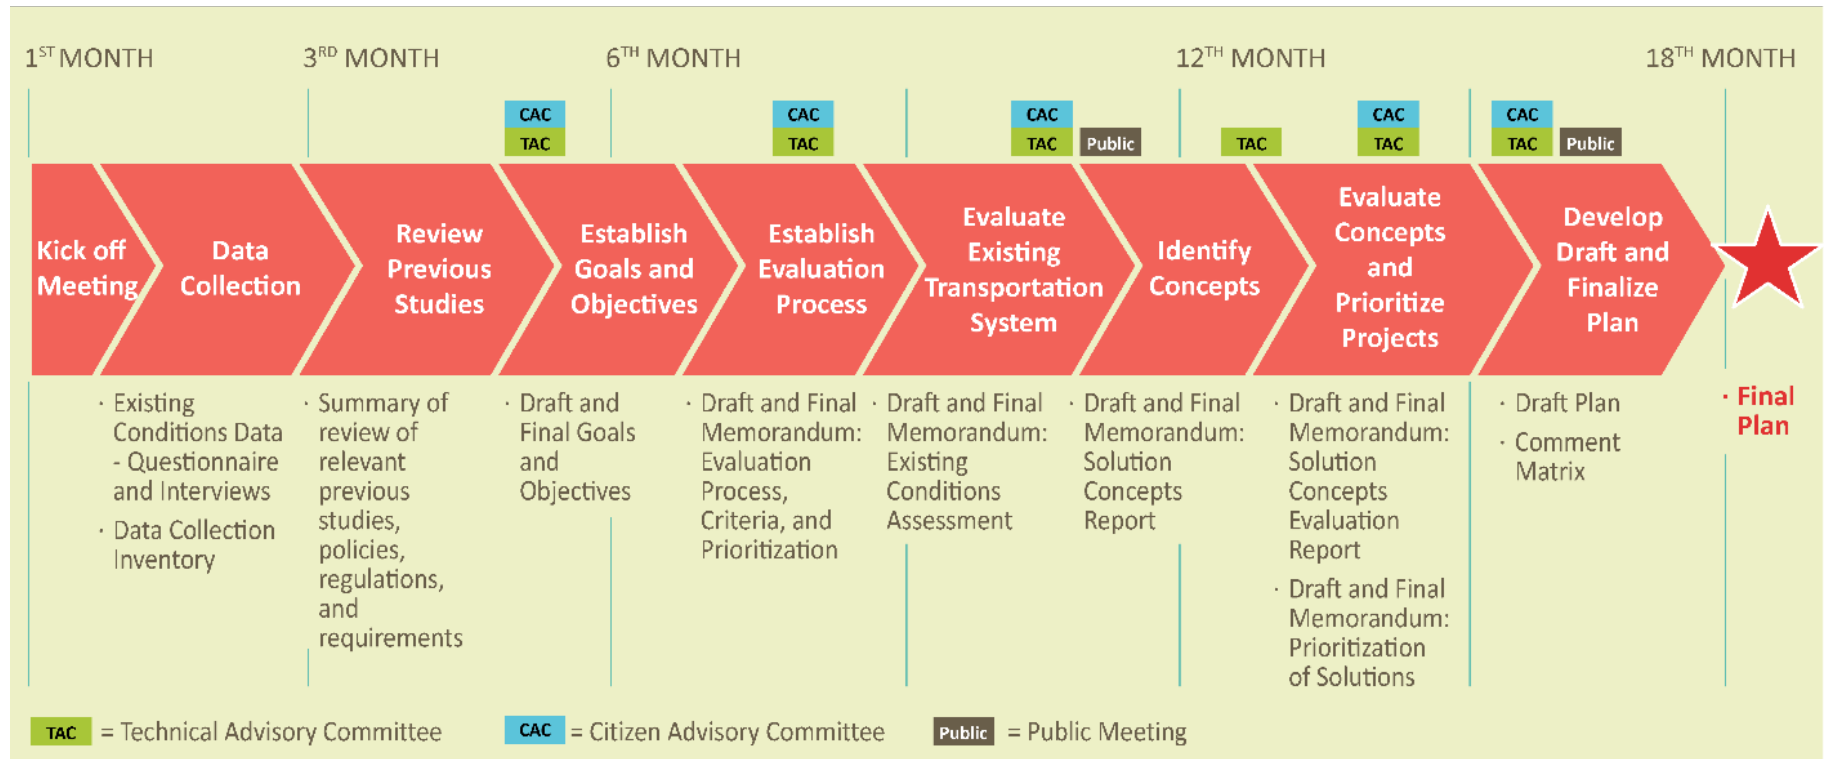 1ST MONTH
3RD MONTH
6TH MONTH
12TH MONTH
18TH MONTH
CAC
TAC
CAC
TAC
CAC
TAC
Public
TAC
CAC
TAC
CAC
TAC
Public
Kick off
Meeting
Data
Collection
Review
Previous
Studies
Establish
Goals and
Objectives
Establish
Evaluation
Process
Evaluate
Existing
Transportation
System
Identify
Concepts
Evaluate
Concepts
and
Prioritize
Projects
Develop
Draft and
Finalize
Plan
· Existing
Conditions Data
- Questionnaire
and Interviews
· Data Collection
Inventory
· Summary of
review of
relevant
previous
studies,
policies,
regulations,
and
requirements
· Draft and
Final Goals
and
Objectives
· Draft and Final
Memorandum:
Evaluation
Process,
Criteria, and
Prioritization
· Draft and Final
Memorandum:
Existing
Conditions
Assessment
· Draft and Final
Memorandum:
Solution
Concepts
Report
· Draft and Final
Memorandum:
Solution
Concepts
Evaluation
Report
· Draft and Final
Memorandum:
Prioritization
of Solutions
· Draft Plan
· Comment
Matrix
· Final
Plan
TAC = Technical Advisory Committee
CAC = Citizen Advisory Committee
Public = Public Meeting